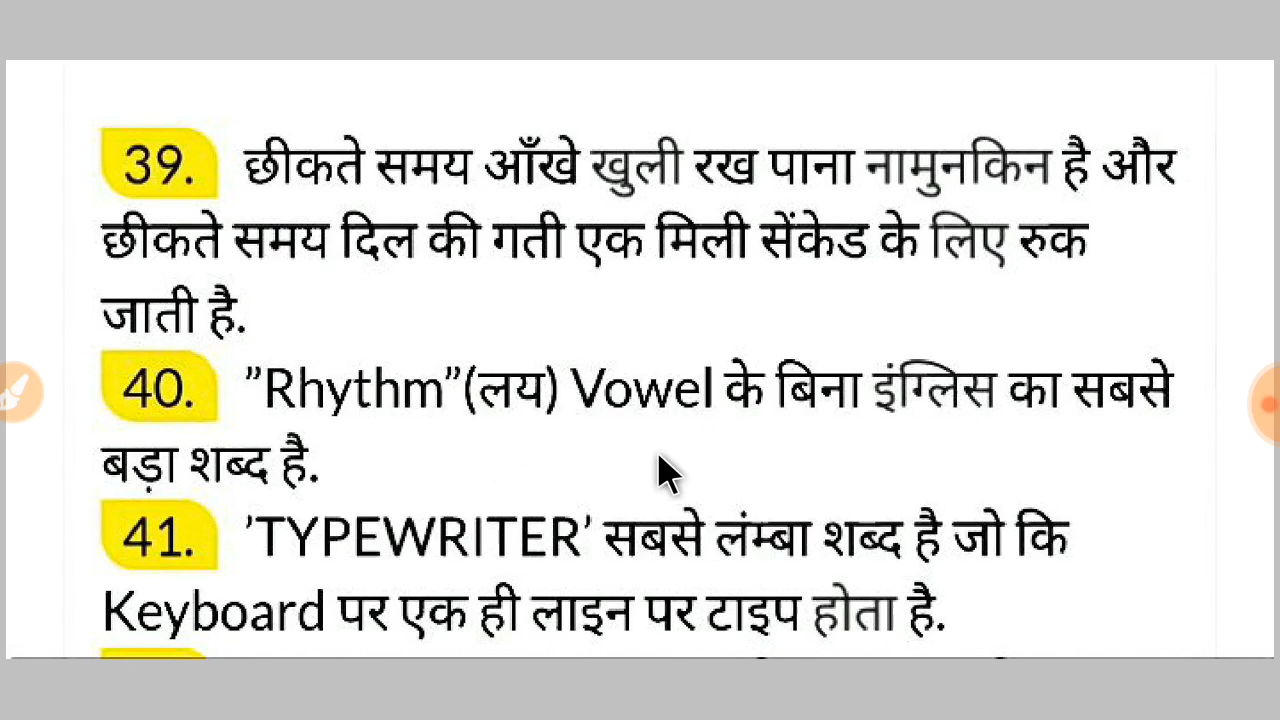 39. छीकते समय आँखे खुली रख पाना नामुनकिन है और
छीकते समय दिल की गती एक मिली सेंकेड के लिए रुक
जाती है.
40. ”Rhythm”(लय) Vowel के बिना इंग्लिस का सबसे
बड़ा शब्द है.
41. ’TYPEWRITER’ सबसे लंम्बा शब्द है जो कि
Keyboard पर एक ही लाइन पर टाइप होता है.